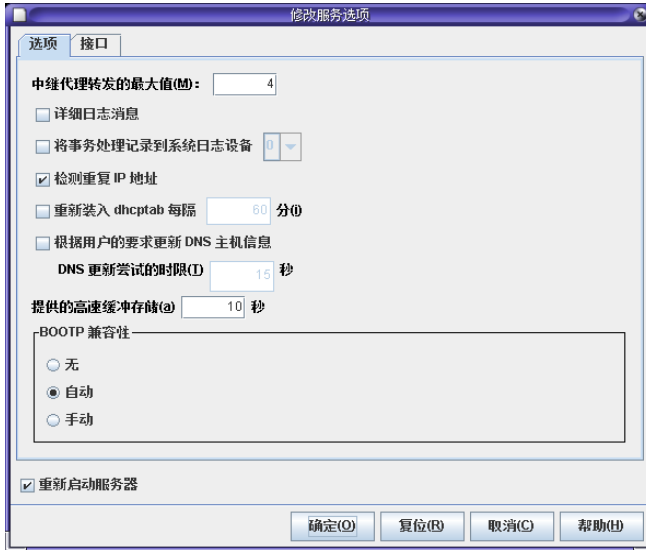 修改服务选项
选项 接口
中继代理转发的最大值(M)： 4
详细日志消息
将事务处理记录到系统日志设备 0
检测重复 IP 地址
重新装入 dhcptab 每隔 60 分(i)
根据用户的要求更新 DNS 主机信息
DNS 更新尝试的时限(T) 15 秒
提供的高速缓冲存储(a) 10 秒
BOOTP 兼容性
无
自动
手动
重新启动服务器
确定(O) 复位(R) 取消(C) 帮助(H)